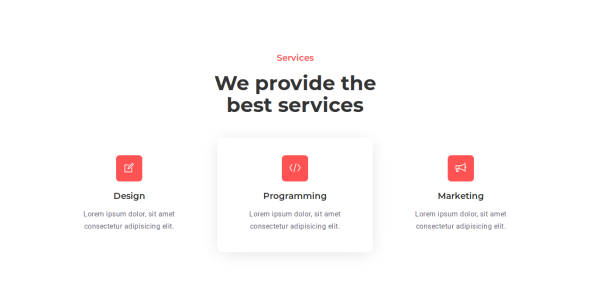 Services
We provide the
best services
Design
Lorem ipsum dolor, sit amet
consectetur adipisicing elit.
Programming
Lorem ipsum dolor, sit amet
consectetur adipisicing elit.
Marketing
Lorem ipsum dolor, sit amet
consectetur adipisicing elit.